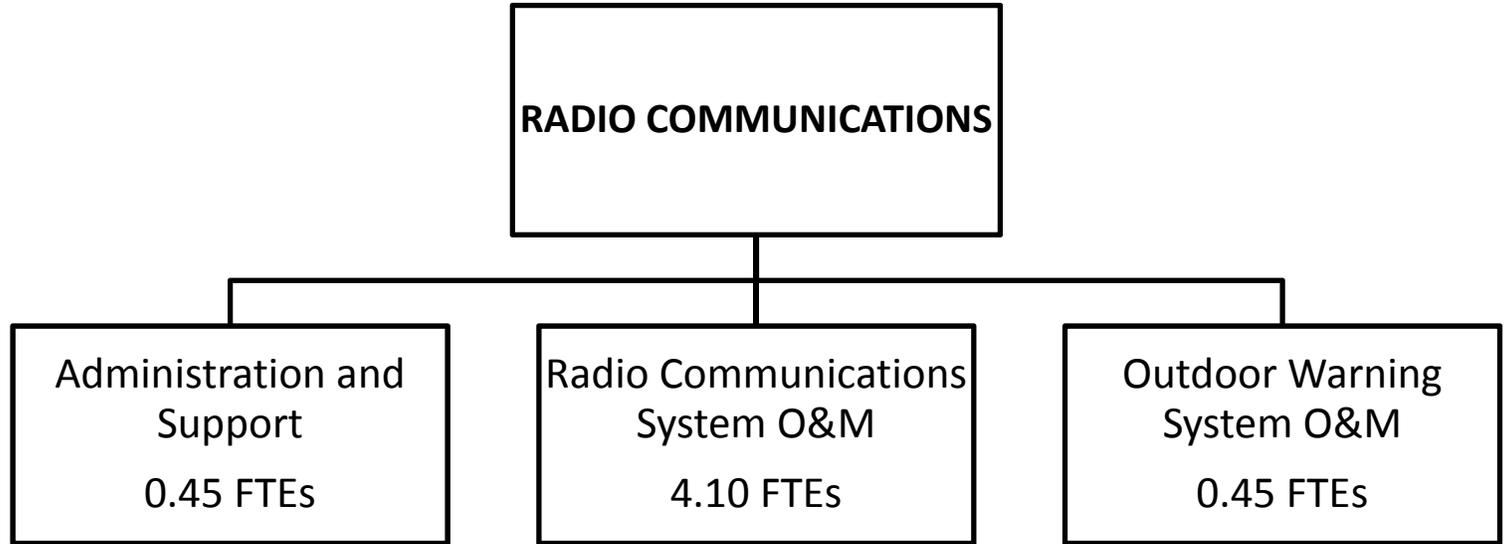 RADIO COMMUNICATIONS
Administration and
Support
0.45 FTEs
Radio Communications
System O&M
4.10 FTEs
Outdoor Warning
System O&M
0.45 FTEs